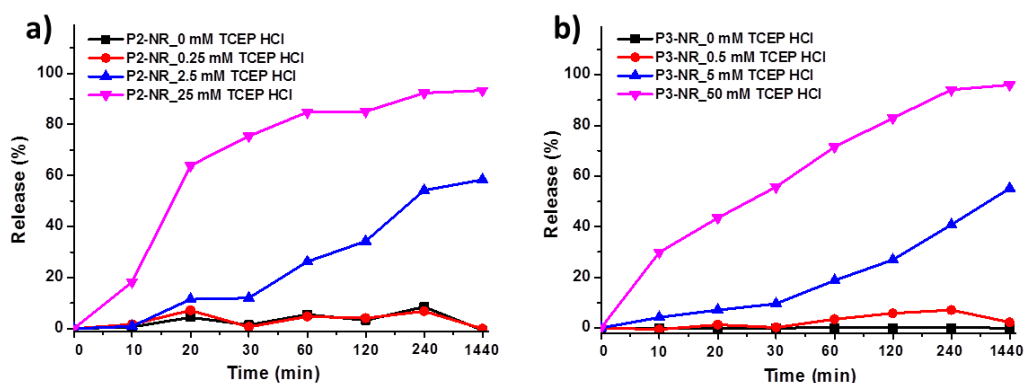 a)
P2-NR_0 mM TCEP HCl
P2-NR_0.25 mM TCEP HCl
P2-NR_2.5 mM TCEP HCl
P2-NR_25 mM TCEP HCl
Release (%)
100
80
60
40
20
0
0 10 20 30 60 120 240 1440
Time (min)
b)
P3-NR_0 mM TCEP HCl
P3-NR_0.5 mM TCEP HCl
P3-NR_5 mM TCEP HCl
P3-NR_50 mM TCEP HCl
Release (%)
100
80
60
40
20
0
0 10 20 30 60 120 240 1440
Time (min)